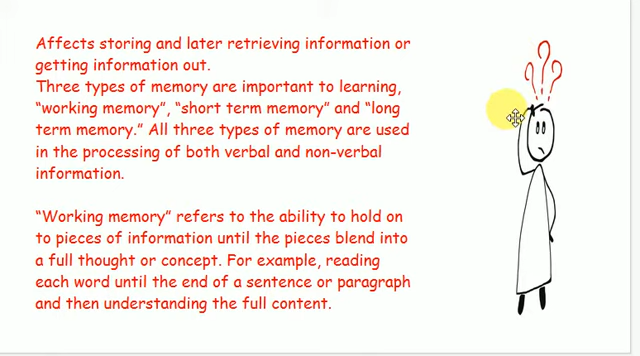 Affects storing and later retrieving information or
getting information out.
Three types of memory are important to learning,
“working memory”, “short term memory” and “long
term memory.” All three types of memory are used
in the processing of both verbal and non-verbal
information.
“Working memory” refers to the ability to hold on
to pieces of information until the pieces blend into
a full thought or concept. For example, reading
each word until the end of a sentence or paragraph
and then understanding the full content.
???